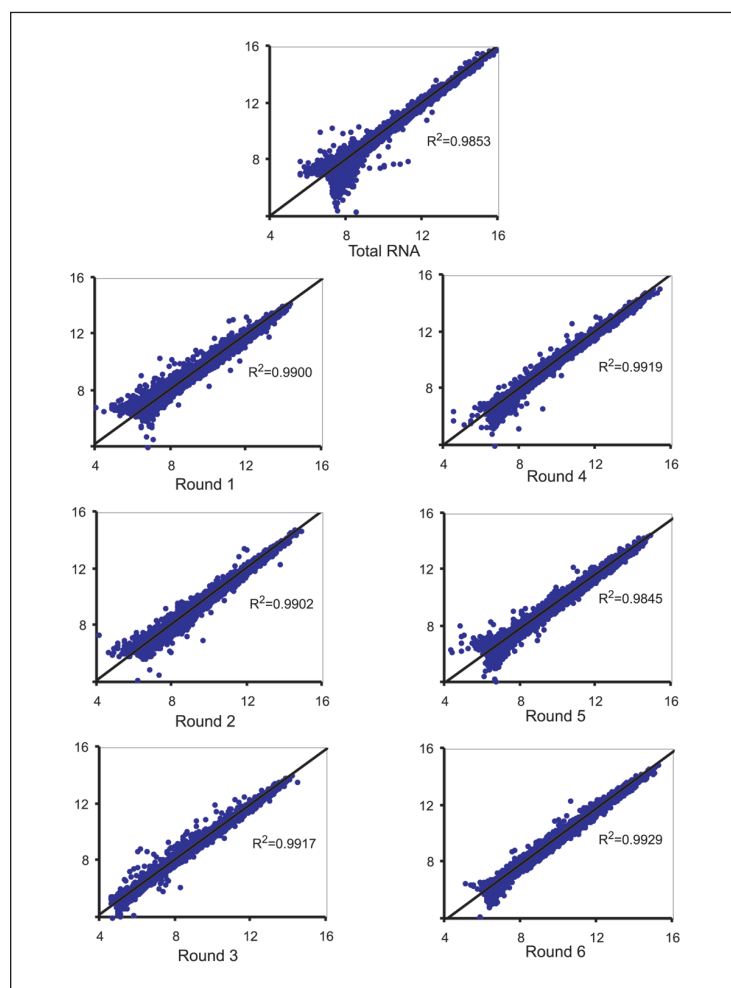 16
12
8
R²=0.9853
4 8 12 16
Total RNA
16
12
8
R²=0.9900
4 8 12 16
Round 1
16
12
8
R²=0.9919
4 8 12 16
Round 4
16
12
8
R²=0.9902
4 8 12 16
Round 2
16
12
8
R²=0.9845
4 8 12 16
Round 5
16
12
8
R²=0.9917
4 8 12 16
Round 3
16
12
8
R²=0.9929
4 8 12 16
Round 6